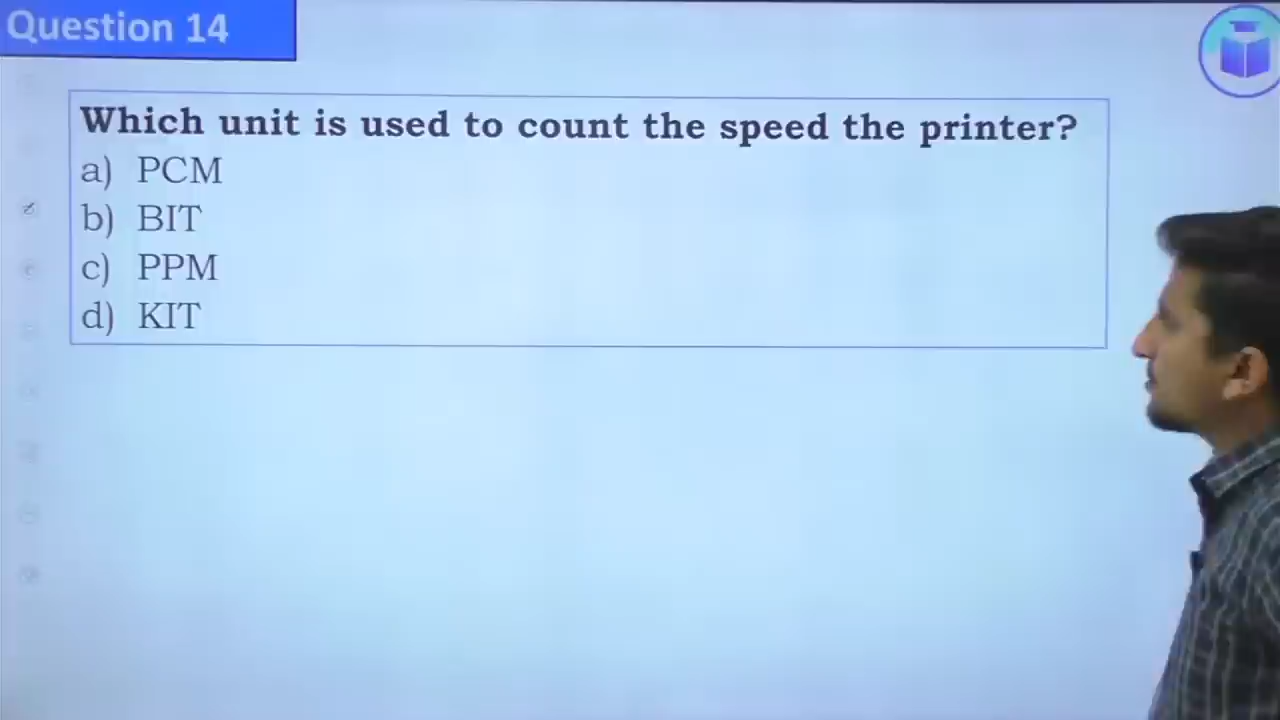 Question 14
Which unit is used to count the speed the printer?
a) PCM
b) BIT
c) PPM
d) KIT